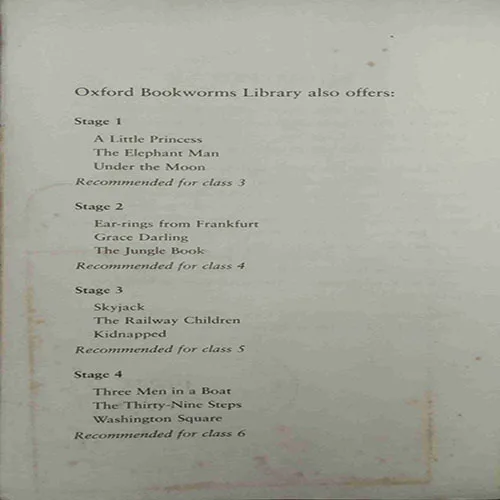 Oxford Bookworms Library also offers:
Stage 1
A Little Princess
The Elephant Man
Under the Moon
Recommended for class 3
Stage 2
Ear-rings from Frankfurt
Grace Darling
The Jungle Book
Recommended for class 4
Stage 3
Skyjack
The Railway Children
Kidnapped
Recommended for class 5
Stage 4
Three Men in a Boat
The Thirty-Nine Steps
Washington Square
Recommended for class 6